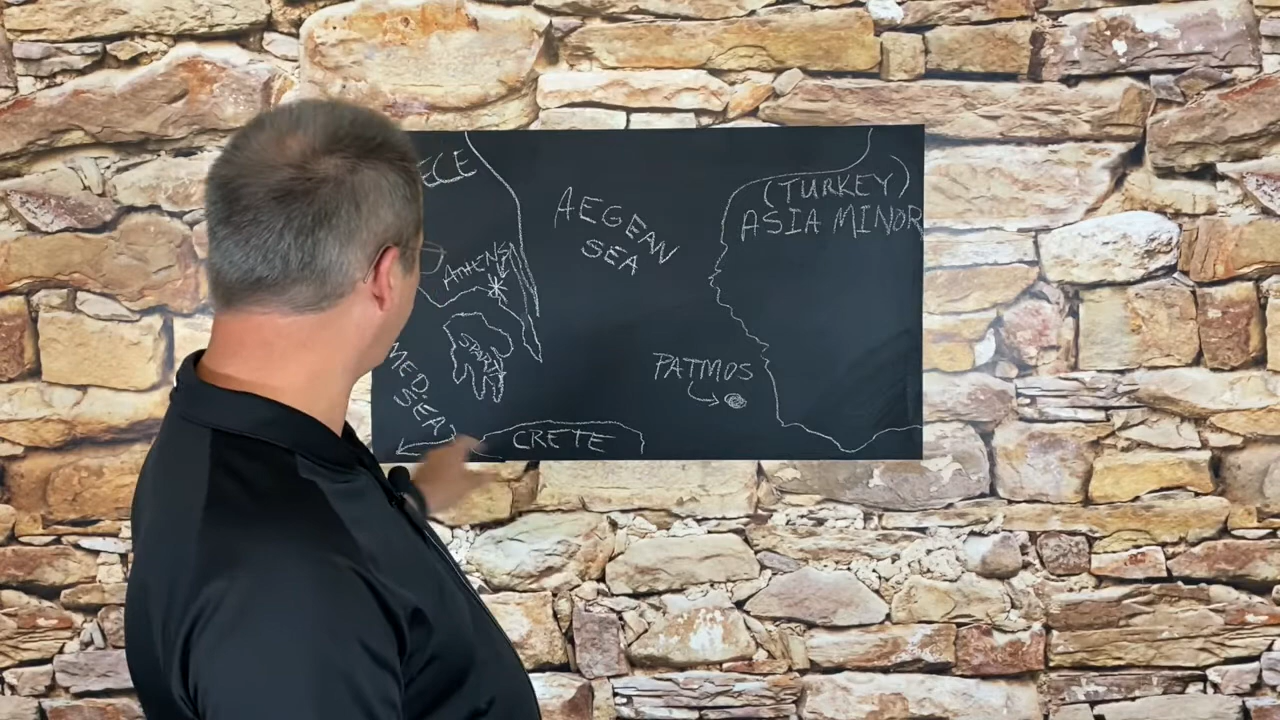 ECE
(TURKEY)
ASIA MINOR
AEGEAN
SEA
ATHENS
SPARTA
PATMOS
MED.
SEA
CRETE